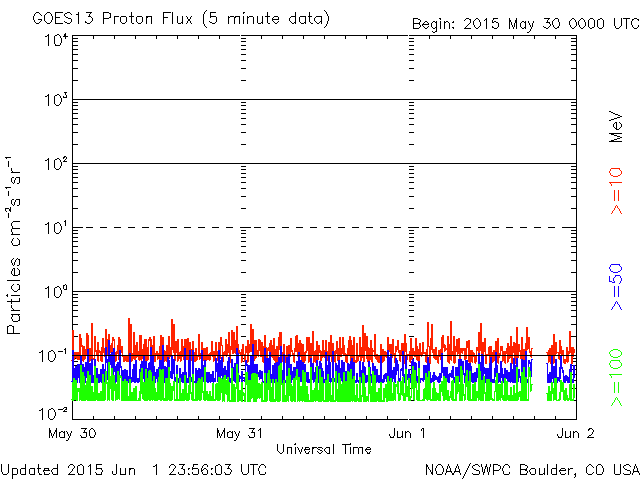 GOES13 Proton Flux (5 minute data)
Begin: 2015 May 30 0000 UTC
Particles cm⁻²s⁻¹sr⁻¹
10⁴
10³
10²
10¹
10⁰
10⁻¹
10⁻²
MeV
>=10
>=50
>=100
May 30
May 31
Jun 1
Jun 2
Universal Time
Updated 2015 Jun 1 23:56:03 UTC
NOAA/SWPC Boulder, CO USA